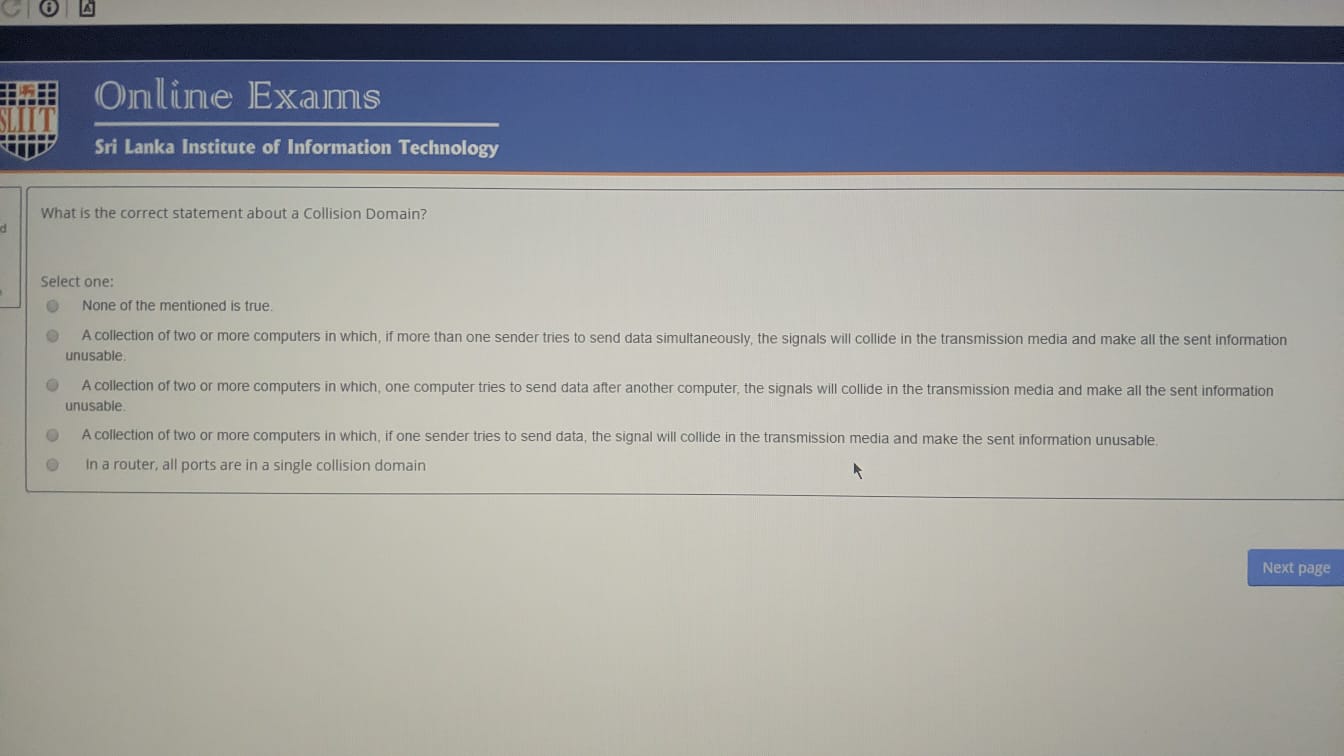 SLIIT
Online Exams
Sri Lanka Institute of Information Technology
d
What is the correct statement about a Collision Domain?
Select one:
None of the mentioned is true.
A collection of two or more computers in which, if more than one sender tries to send data simultaneously, the signals will collide in the transmission media and make all the sent information
unusable.
A collection of two or more computers in which, one computer tries to send data after another computer, the signals will collide in the transmission media and make all the sent information
unusable.
A collection of two or more computers in which, if one sender tries to send data, the signal will collide in the transmission media and make the sent information unusable.
In a router, all ports are in a single collision domain
Next page